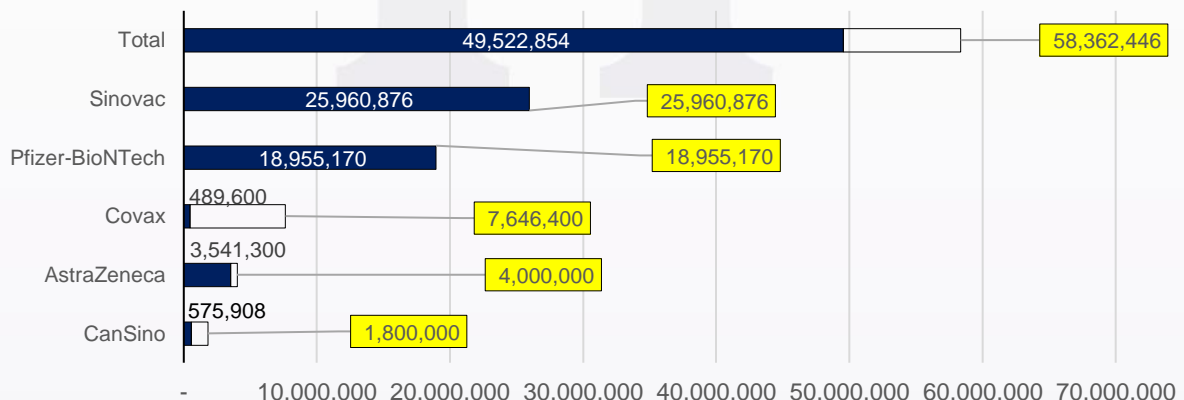 Total 49,522,854 58,362,446
Sinovac 25,960,876 25,960,876
Pfizer-BioNTech 18,955,170 18,955,170
489,600
Covax 7,646,400
3,541,300
AstraZeneca 4,000,000
575,908
CanSino 1,800,000
- 10,000,000 20,000,000 30,000,000 40,000,000 50,000,000 60,000,000 70,000,000